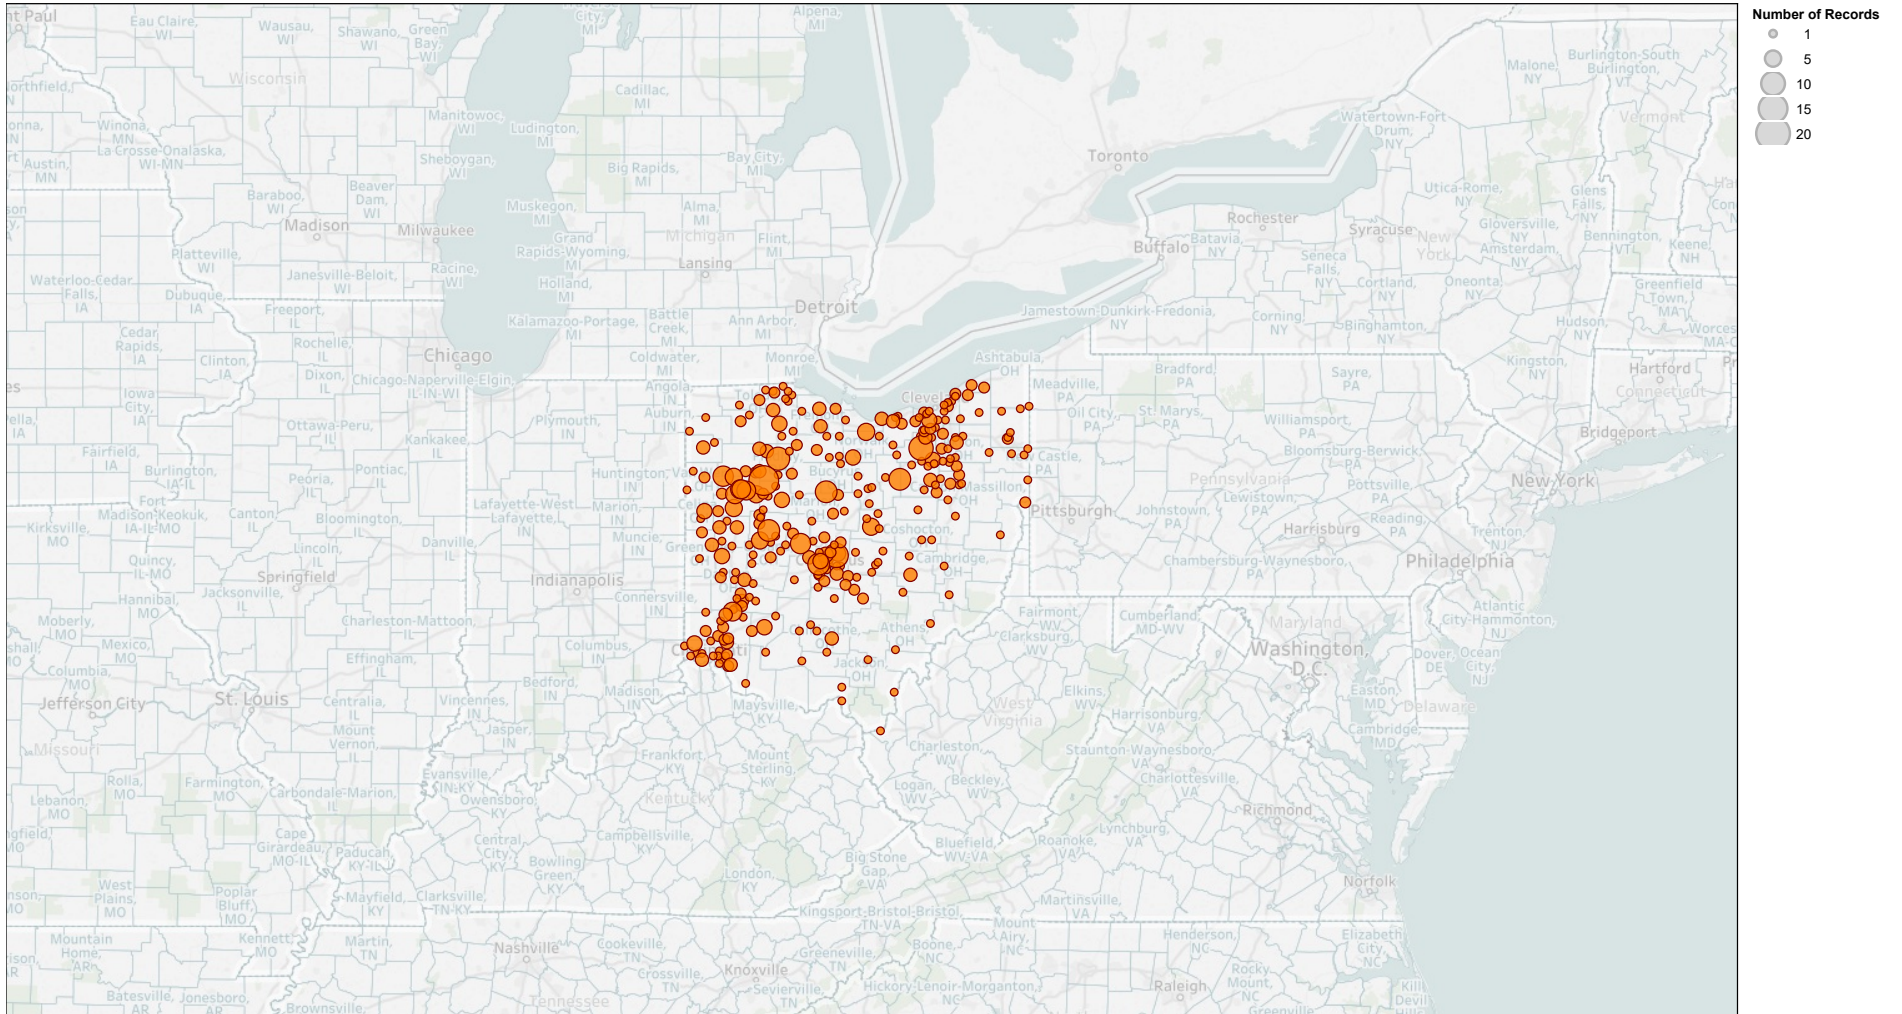 nt Paul
Eau Claire,
WI
Wausau,
WI
Shawano,
WI
Green
Bay,
WI
City,
MI
Alpena,
MI
Wisconsin
Northfield,
N
Cadillac,
MI
Manitowoc,
WI
Ludington,
MI
Malone,
NY
Burlington-South
Burlington,
VT
Vermont
Watertown-Fort
Drum,
NY
Winona,
MN
La Crosse-Onalaska,
WI-MN
Austin,
MN
Sheboygan,
WI
Big Rapids,
MI
Bay City,
MI
Toronto
Baraboo,
WI
Beaver
Dam,
WI
Madison
Milwaukee
Muskegon,
MI
Alma,
MI
Utica-Rome,
NY
Glens
Falls,
NY
Rochester
Syracuse
New
York
Gloversville,
NY
Amsterdam,
NY
Bennington,
VT
Keene,
NH
Platteville,
WI
Janesville-Beloit,
WI
Racine,
WI
Grand
Rapids-Wyoming,
MI
Michigan
Flint,
MI
Lansing
Buffalo
Batavia,
NY
Seneca
Falls,
NY
Cortland,
NY
Oneonta,
NY
Greenfield
Town,
MA
Waterloo-Cedar
Falls,
IA
Dubuque,
IA
Freeport,
IL
Holland,
MI
Detroit
Kalamazoo-Portage,
MI
Battle
Creek,
MI
Ann Arbor,
MI
Jamestown-Dunkirk-Fredonia,
NY
Corning,
NY
Binghamton,
NY
Hudson,
NY
Worces
MA-C
Cedar
Rapids,
IA
Clinton,
IA
Rochelle,
IL
Dixon,
IL
Chicago
Chicago-Naperville-Elgin,
IL-IN-WI
Coldwater,
MI
Monroe,
MI
Ashtabula,
OH
Meadville,
PA
Bradford,
PA
Sayre,
PA
Kingston,
NY
Hartford
Connecticut
Iowa
City,
IA
Ottawa-Peru,
IL
Kankakee,
IL
Plymouth,
IN
Angola,
IN
Auburn,
IN
Clevel
Oil City,
PA
St. Marys,
PA
Williamsport,
PA
Bridgeport
Fairfield,
IA
Burlington,
IA-IL
Peoria,
IL
Pontiac,
IL
Huntington,
IN
Bucyrus
OH
Massillon,
OH
Castle,
PA
Bloomsburg-Berwick,
PA
Pennsylvania
Pottsville,
PA
New York
Kirksville,
MO
Fort
Madison-Keokuk,
IA-IL-MO
Canton,
IL
Bloomington,
IL
Lafayette-West
Lafayette,
IN
Marion,
IN
Muncie,
IN
Coshocton,
OH
Pittsburgh
Johnstown,
PA
Lewistown,
PA
Harrisburg
Reading,
PA
Trenton,
NJ
Quincy,
IL-MO
Lincoln,
IL
Danville,
IL
Springfield
Indianapolis
Cambridge,
OH
Chambersburg-Waynesboro,
PA
Philadelphia
Hannibal,
MO
Jacksonville,
IL
Connersville,
IN
Moberly,
MO
Charleston-Mattoon,
IL
Athens,
OH
Fairmont,
WV
Clarksburg,
WV
Cumberland,
MD-WV
Maryland
Atlantic
City-Hammonton,
NJ
Mexico,
MO
Columbia,
MO
Effingham,
IL
Columbus,
IN
Jackson,
OH
Washington,
D.C.
Dover,
DE
Ocean
City,
NJ
Jefferson City
St. Louis
Centralia,
IL
Vincennes,
IN
Bedford,
IN
Madison,
IN
Maysville,
KY
West
Virginia
Elkins,
WV
Harrisonburg,
VA
Easton,
MD
Delaware
Cambridge,
MD
Missouri
Mount
Vernon,
IL
Jasper,
IN
Frankfort,
KY
Mount
Sterling,
KY
Charleston,
WV
Staunton-Waynesboro,
VA
Charlottesville,
VA
Rolla,
MO
Farmington,
MO
Carbondale-Marion,
IL
Evansville,
IN-KY
Owensboro,
KY
Kentucky
Logan,
WV
Beckley,
WV
Richmond
Lebanon,
MO
Cape
Girardeau,
MO-IL
Paducah,
KY-IL
Central
City,
KY
Campbellsville,
KY
Bluefield,
WV-VA
Roanoke,
VA
Lynchburg,
VA
West
Plains,
MO
Poplar
Bluff,
MO
Mayfield,
KY
Clarksville,
TN-KY
Bowling
Green,
KY
London,
KY
Big Stone
Gap,
VA
Norfolk
Kingsport-Bristol-Bristol,
TN-VA
Martinsville,
VA
Mountain
Home,
AR
Kennett,
MO
Martin,
TN
Nashville
Cookeville,
TN
Greeneville,
TN
Boone,
NC
Mount
Airy,
NC
Henderson,
NC
Elizabeth
City,
NC
Batesville,
AR
Jonesboro,
AR
Brownsville,
Tennessee
Crossville,
TN
Knoxville
Sevierville,
TN
Hickory-Lenoir-Morganton,
NC
Raleigh
Rocky
Mount,
NC
Greenville,
Kill
Devil
Number of Records
1
5
10
15
20